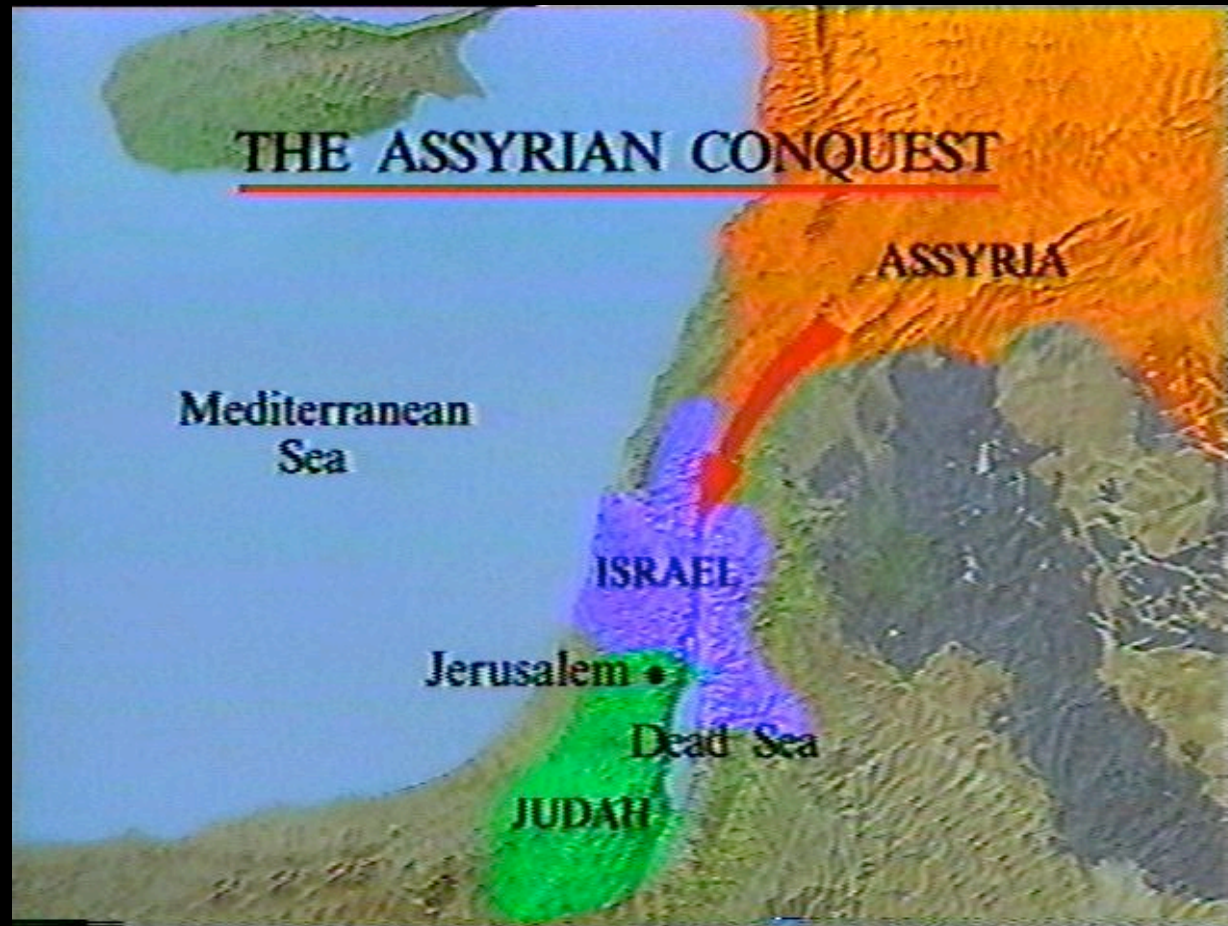 THE ASSYRIAN CONQUEST
ASSYRIA
Mediterranean
Sea
ISRAEL
Jerusalem
Dead Sea
JUDAH